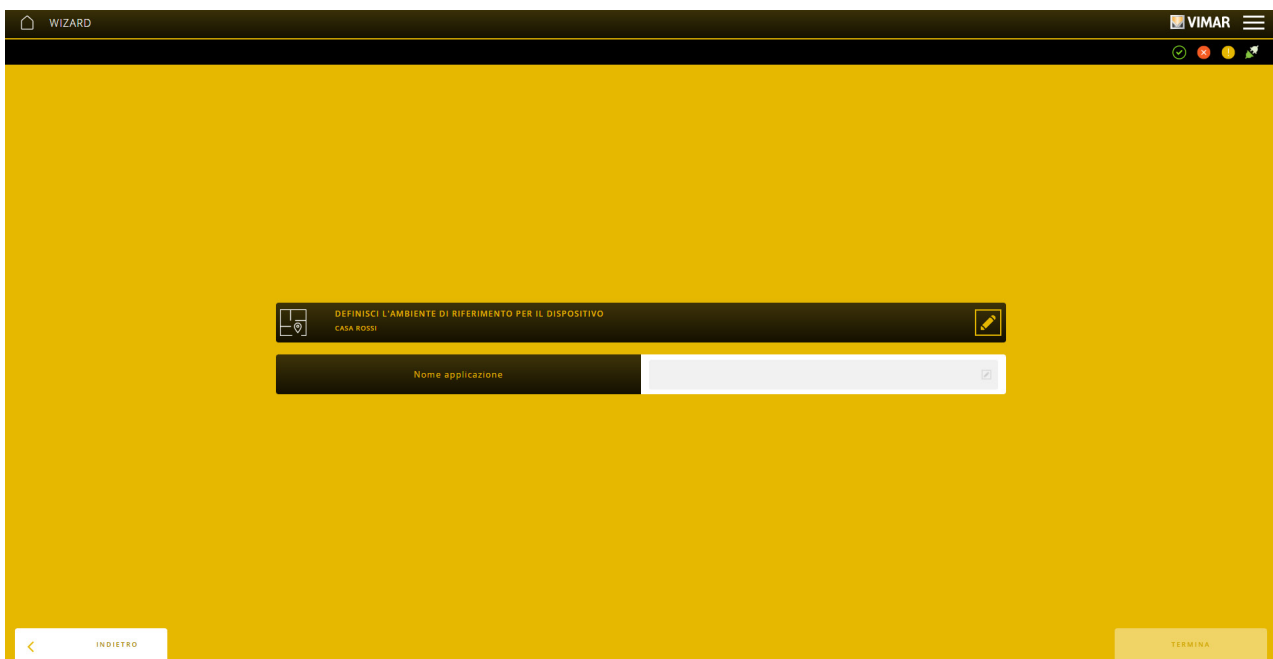 WIZARD
VIMAR
DEFINISCI L'AMBIENTE DI RIFERIMENTO PER IL DISPOSITIVO
CASA ROSSI
Nome applicazione
INDIETRO
TERMINA